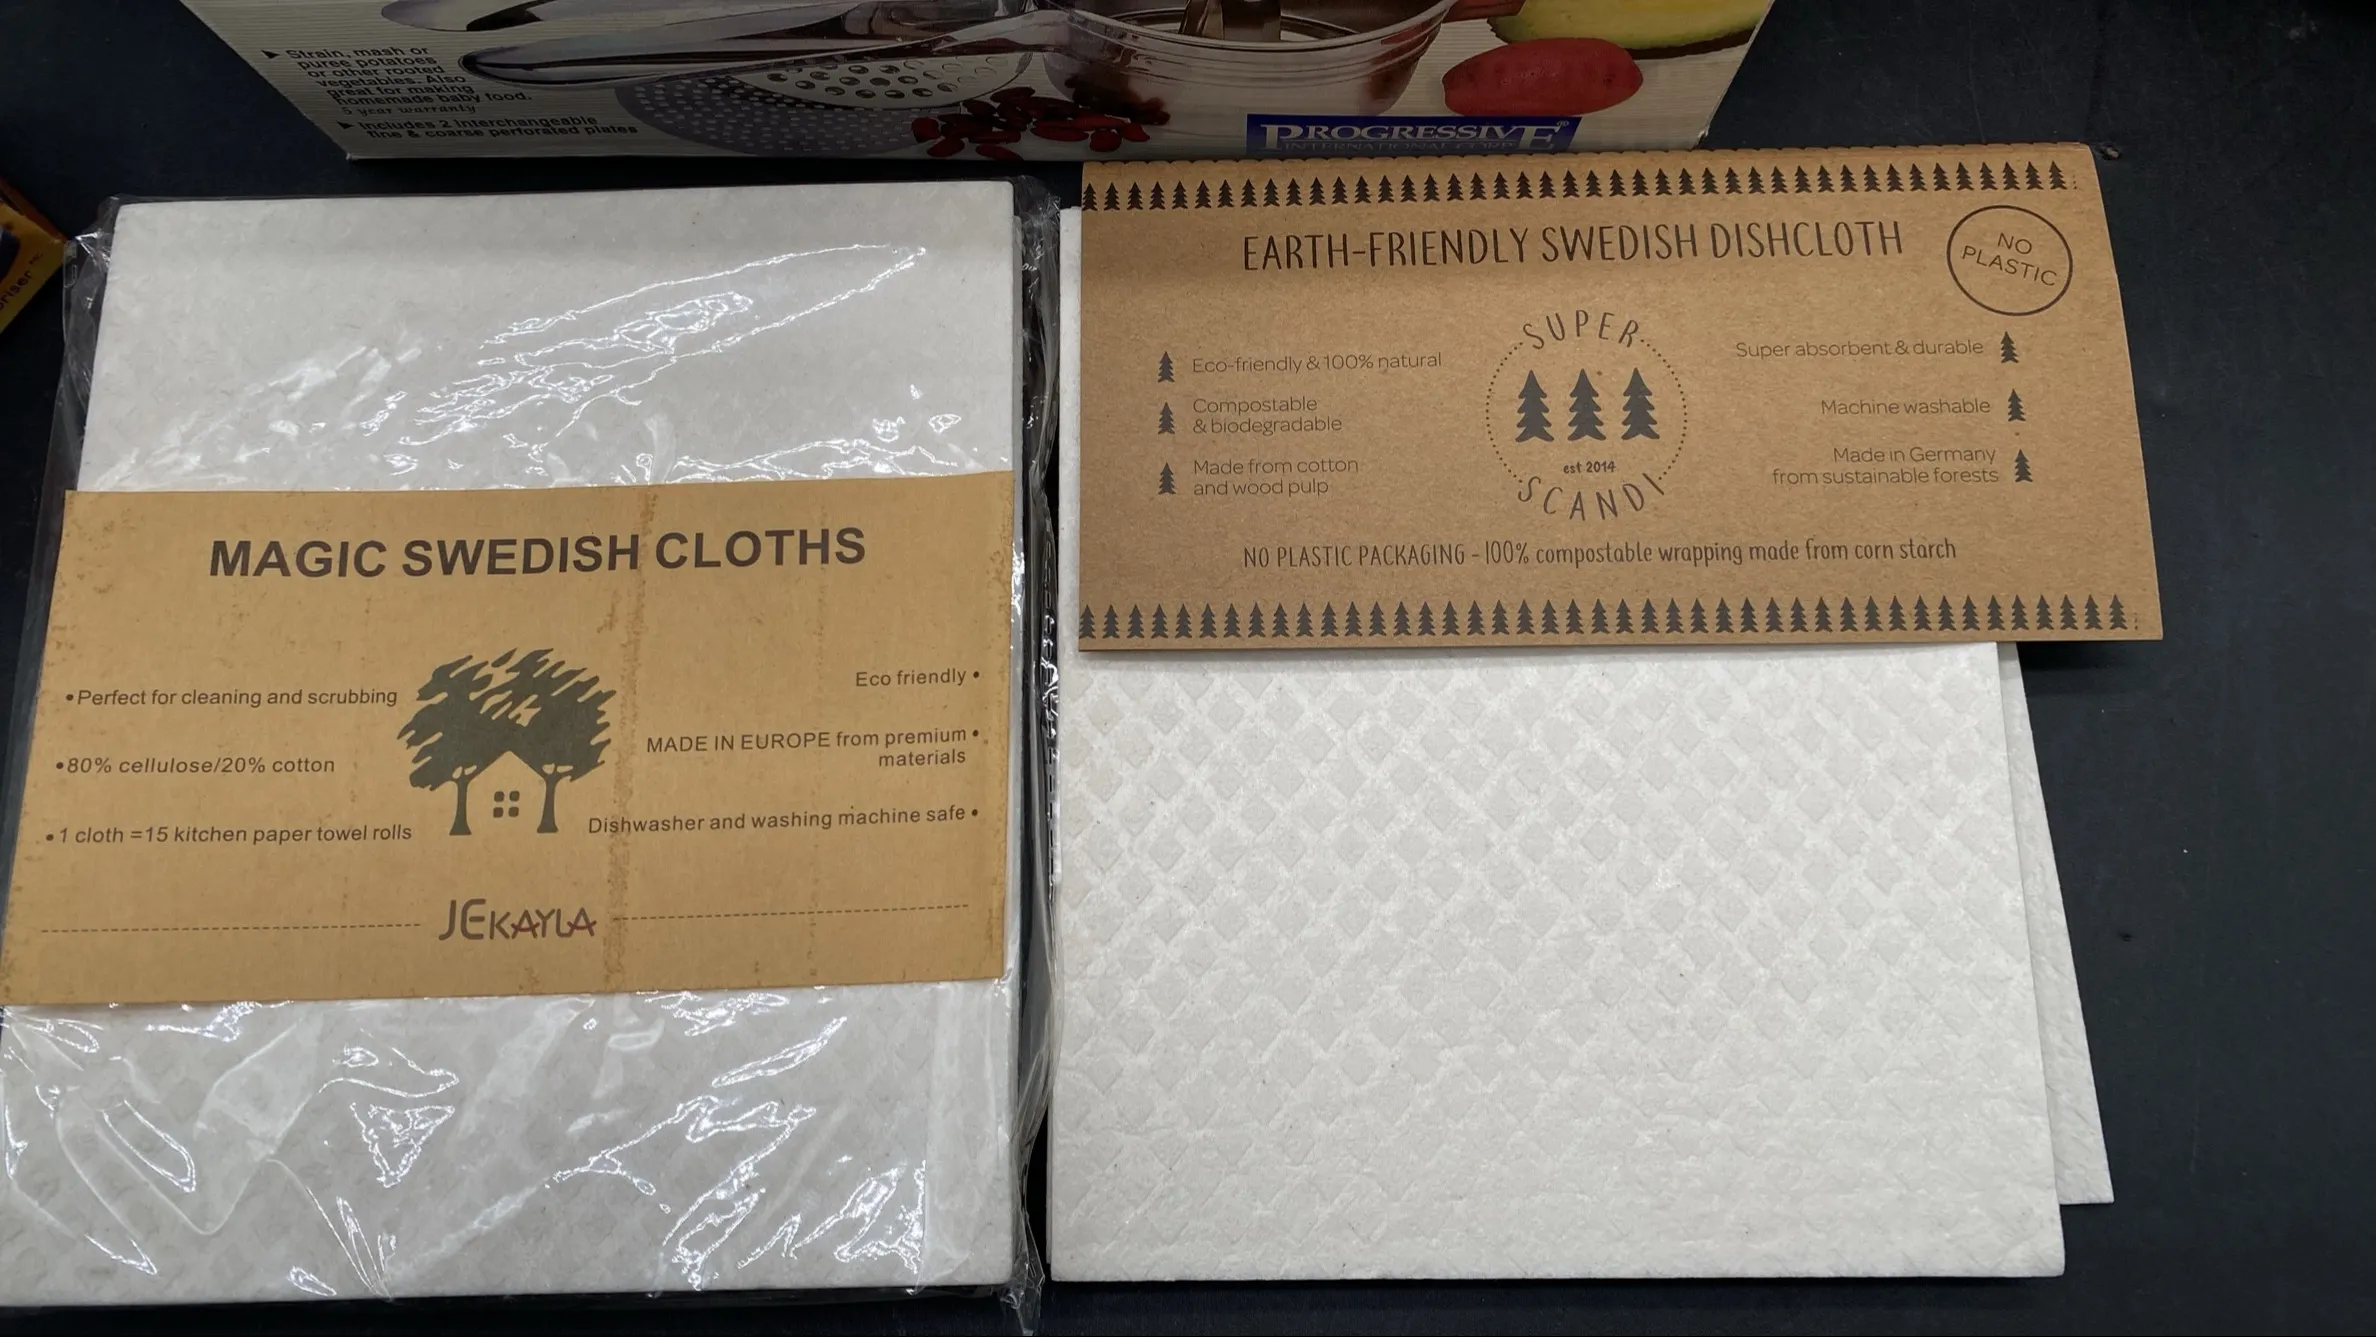 Strain, mash or
puree potatoes
or other rooted
vegetables. Also
great for making
homemade baby food.
5 year warranty
Includes 2 interchangeable
fine & coarse perforated plates
PROGRESSIVE®
INTERNATIONAL CORP.
MAGIC SWEDISH CLOTHS
•Perfect for cleaning and scrubbing
•80% cellulose/20% cotton
•1 cloth =15 kitchen paper towel rolls
Eco friendly •
MADE IN EUROPE from premium •
materials
Dishwasher and washing machine safe •
JEKAYLA
EARTH-FRIENDLY SWEDISH DISHCLOTH
NO
PLASTIC
Eco-friendly & 100% natural
Compostable
& biodegradable
Made from cotton
and wood pulp
SUPER
est 2014
SCANDI
Super absorbent & durable
Machine washable
Made in Germany
from sustainable forests
NO PLASTIC PACKAGING - 100% compostable wrapping made from corn starch